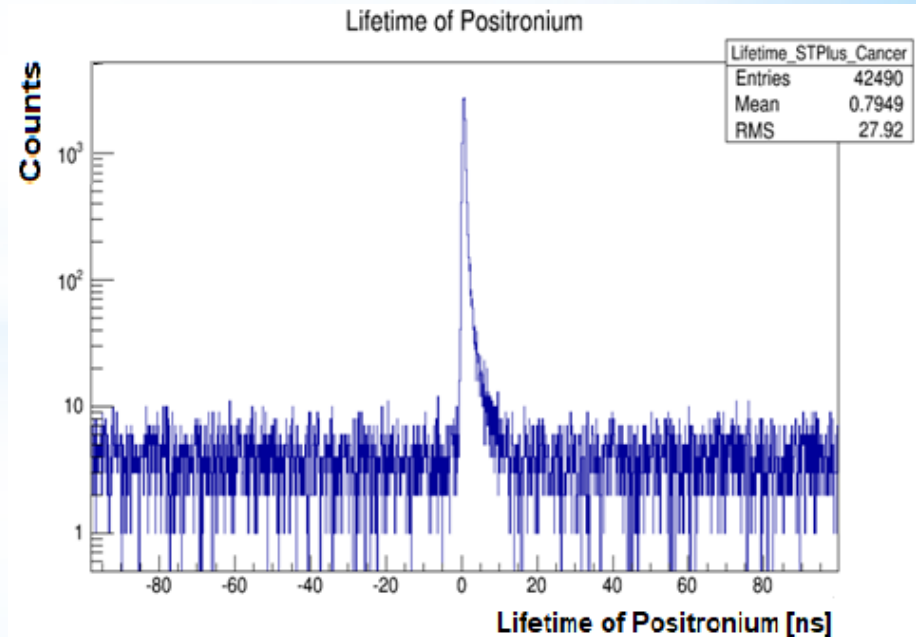 Lifetime of Positronium
Lifetime_STPlus_Cancer
Entries 42490
Mean 0.7949
RMS 27.92
Counts
10³
10²
10
1
-80 -60 -40 -20 0 20 40 60 80
Lifetime of Positronium [ns]